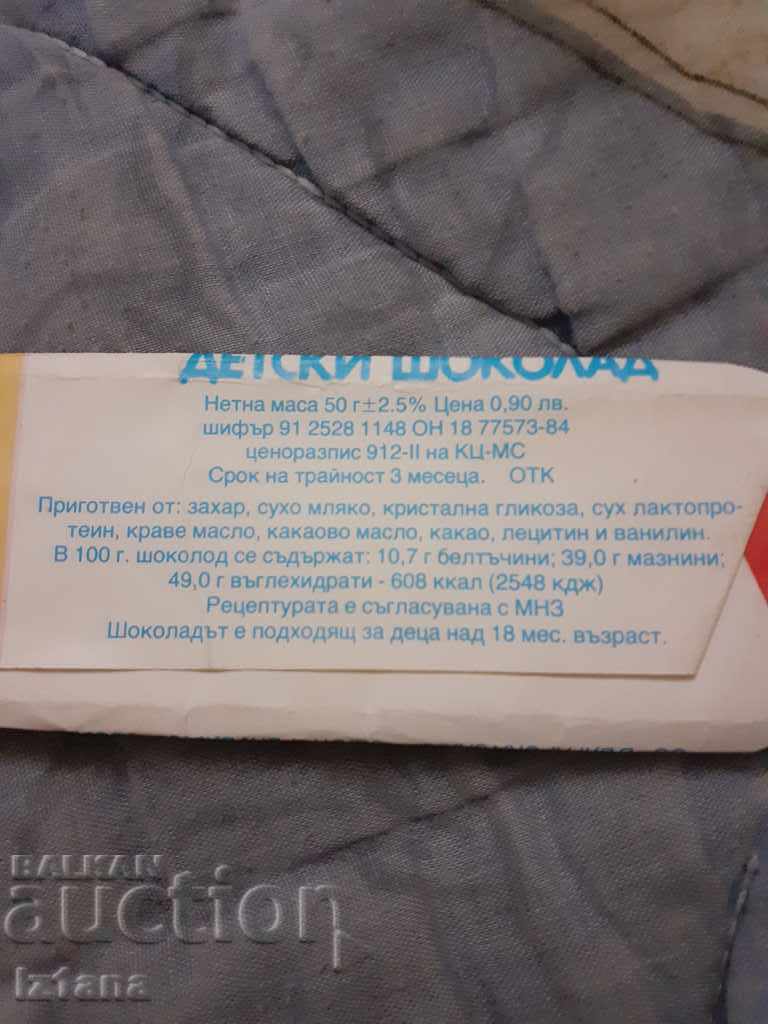 ДЕТСКИ ШОКОЛАД
Нетна маса 50 г±2.5% Цена 0,90 лв.
шифър 91 2528 1148 ОН 18 77573-84
ценоразпис 912-II на КЦ-МС
Срок на трайност 3 месеца. ОТК
Приготвен от: захар, сухо мляко, кристална гликоза, сух лактопро-
теин, краве масло, какаово масло, какао, лецитин и ванилин.
В 100 г. шоколод се съдържат: 10,7 г белтъчини; 39,0 г мазнини;
49,0 г въглехидрати - 608 ккал (2548 кдж)
Рецептурата е съгласувана с МНЗ
Шоколадът е подходящ за деца над 18 мес. възраст.
BALKAN
auction
iz1ana